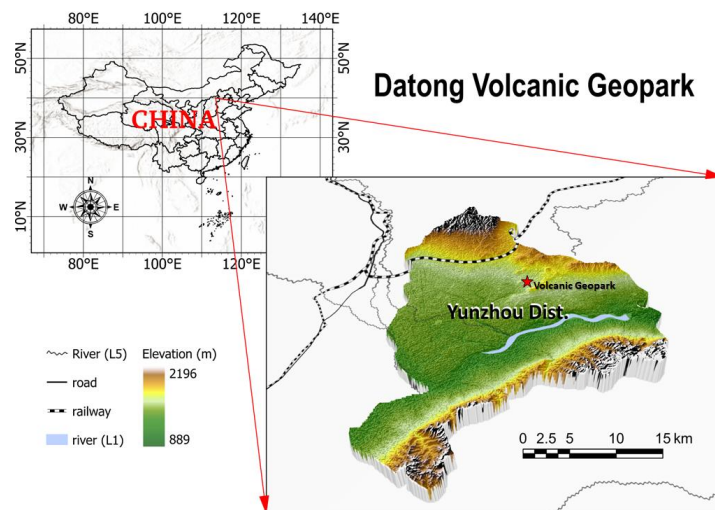 80°E 100°E 120°E 140°E
50°N
50°N
30°N
30°N
10°N
10°N
CHINA
N
W E
S
80°E 100°E 120°E
Datong Volcanic Geopark
Volcanic Geopark
Yunzhou Dist.
River (L5)
road
railway
river (L1)
Elevation (m)
2196
889
0 2.5 5 10 15 km